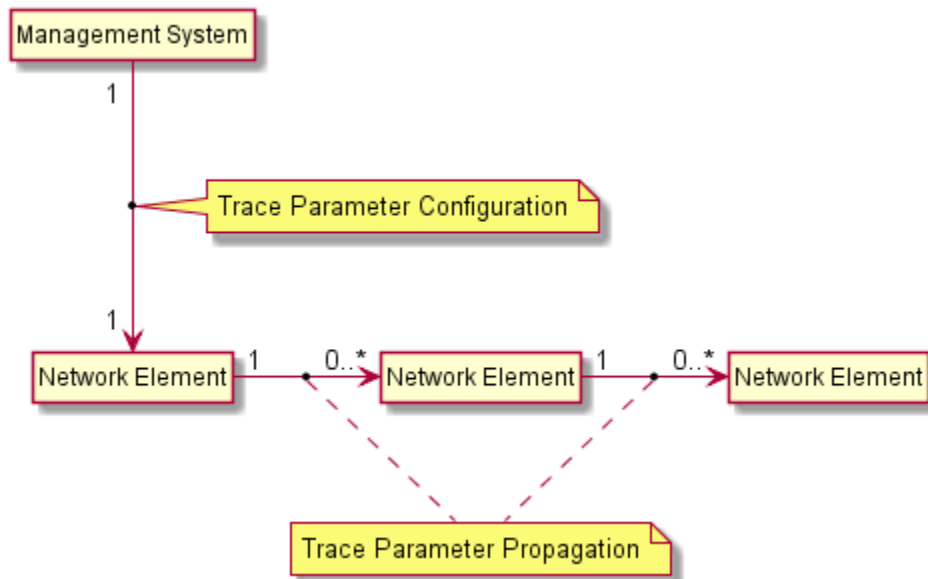 Management System
1
Trace Parameter Configuration
1
Network Element 1 0..* Network Element 1 0..* Network Element
Trace Parameter Propagation